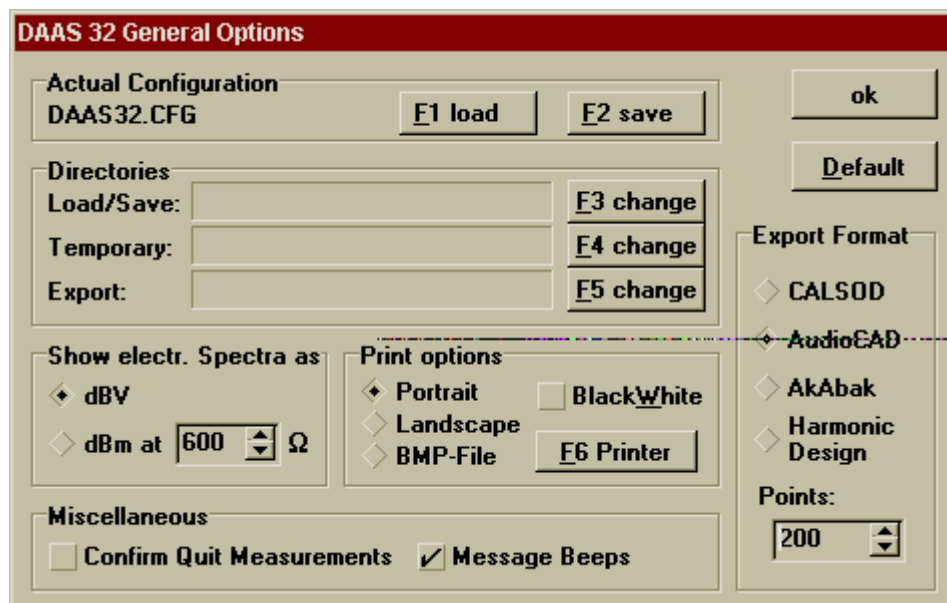 DAAS 32 General Options
Actual Configuration
DAAS32.CFG
F1 load
F2 save
ok
Default
Directories
Load/Save:
F3 change
Temporary:
F4 change
Export:
F5 change
Show electr. Spectra as
dBV
dBm at 600 Ω
Print options
Portrait
Landscape
BMP-File
BlackWhite
F6 Printer
Export Format
CALSOD
AudioCAD
AkAbak
Harmonic
Design
Points:
200
Miscellaneous
Confirm Quit Measurements
Message Beeps